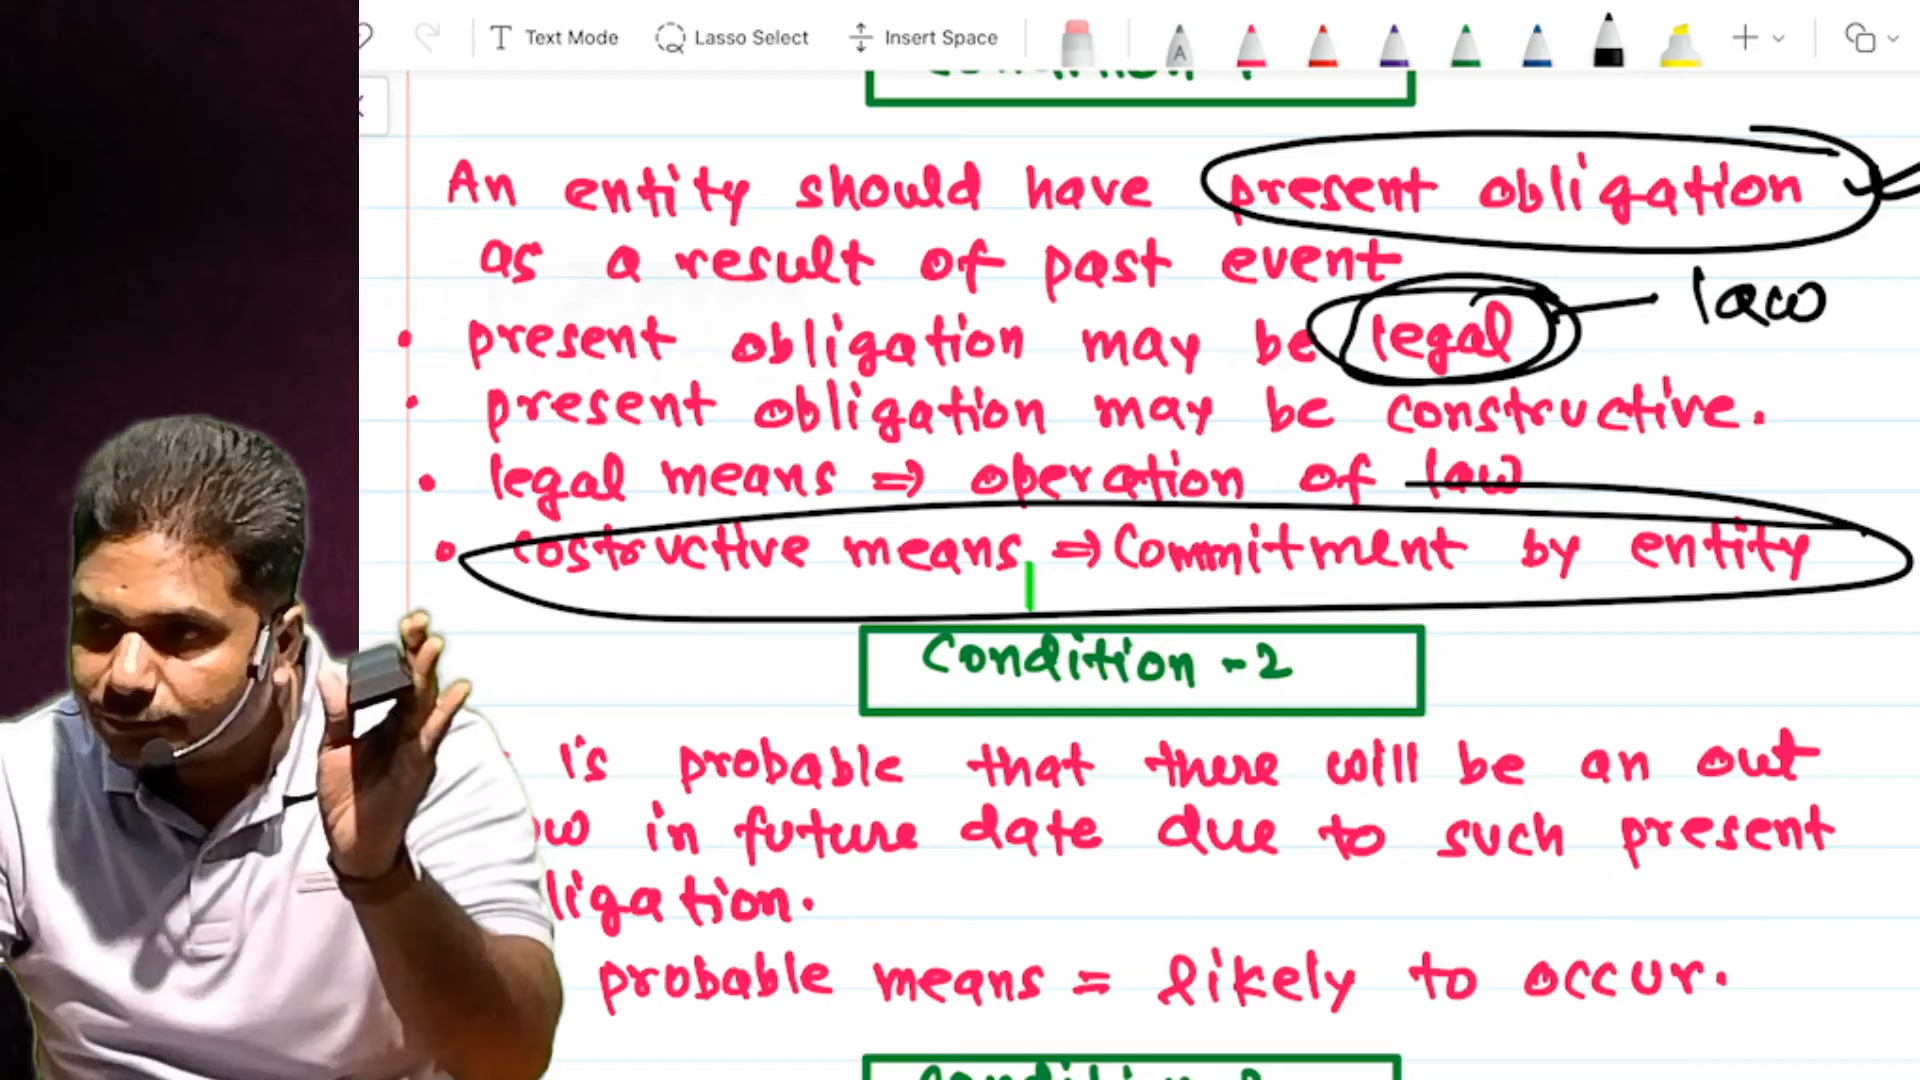 Text Mode Lasso Select Insert Space
An entity should have present obligation
as a result of past event
law
• present obligation may be legal
• present obligation may be constructive.
• legal means ⇒ operation of law
• costructive means ⇒ Commitment by entity
Condition - 2
is probable that there will be an out
in future date due to such present
ligation.
probable means = likely to occur.